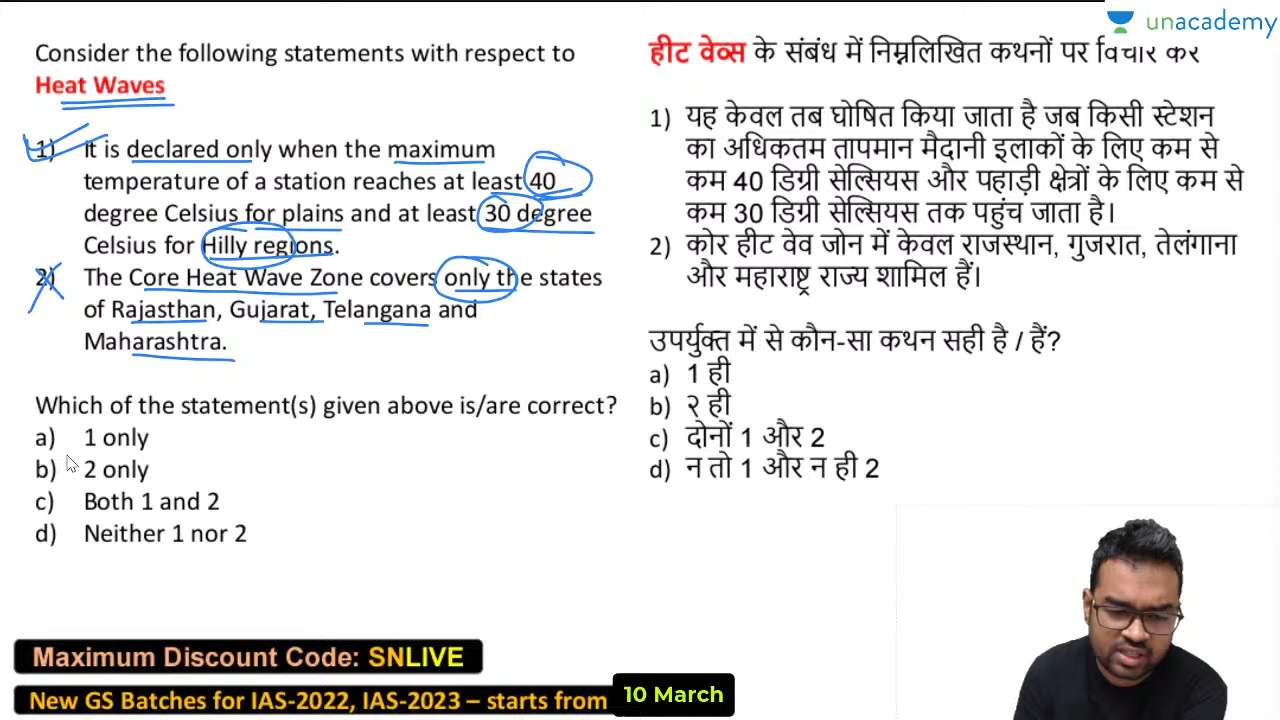 unacademy
Consider the following statements with respect to
Heat Waves
1) It is declared only when the maximum
temperature of a station reaches at least 40
degree Celsius for plains and at least 30 degree
Celsius for Hilly regions.
2) The Core Heat Wave Zone covers only the states
of Rajasthan, Gujarat, Telangana and
Maharashtra.
Which of the statement(s) given above is/are correct?
a) 1 only
b) 2 only
c) Both 1 and 2
d) Neither 1 nor 2
हीट वेव्स के संबंध में निम्नलिखित कथनों पर विचार कर
1) यह केवल तब घोषित किया जाता है जब किसी स्टेशन
का अधिकतम तापमान मैदानी इलाकों के लिए कम से
कम 40 डिग्री सेल्सियस और पहाड़ी क्षेत्रों के लिए कम से
कम 30 डिग्री सेल्सियस तक पहुंच जाता है।
2) कोर हीट वेव जोन में केवल राजस्थान, गुजरात, तेलंगाना
और महाराष्ट्र राज्य शामिल हैं।
उपर्युक्त में से कौन-सा कथन सही है / हैं?
a) 1 ही
b) २ ही
c) दोनों 1 और 2
d) न तो 1 और न ही 2
Maximum Discount Code: SNLIVE
New GS Batches for IAS-2022, IAS-2023 – starts from 10 March